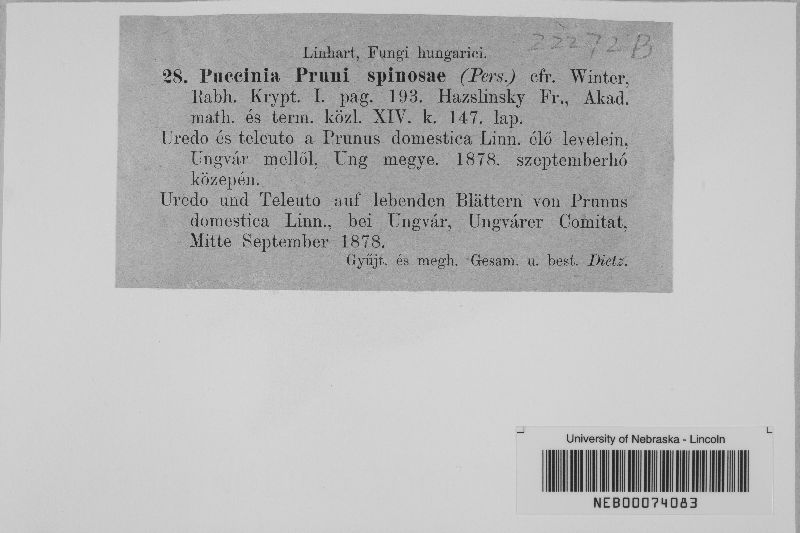 22272 B
Linhart, Fungi hungarici.
28. Puccinia Pruni spinosae (Pers.) cfr. Winter,
Rabh. Krypt. I. pag. 193. Hazslinsky Fr., Akad.
math. és term. közl. XIV. k. 147. lap.
Uredo és teleuto a Prunus domestica Linn. élő levelein,
Ungvár mellől, Ung megye. 1878. szeptemberhó
közepén.
Uredo und Teleuto auf lebenden Blättern von Prunus
domestica Linn., bei Ungvár, Ungvárer Comitat,
Mitte September 1878.
Gyűjt. és megh. Gesam. u. best. Dietz.
University of Nebraska - Lincoln
NEB00074083